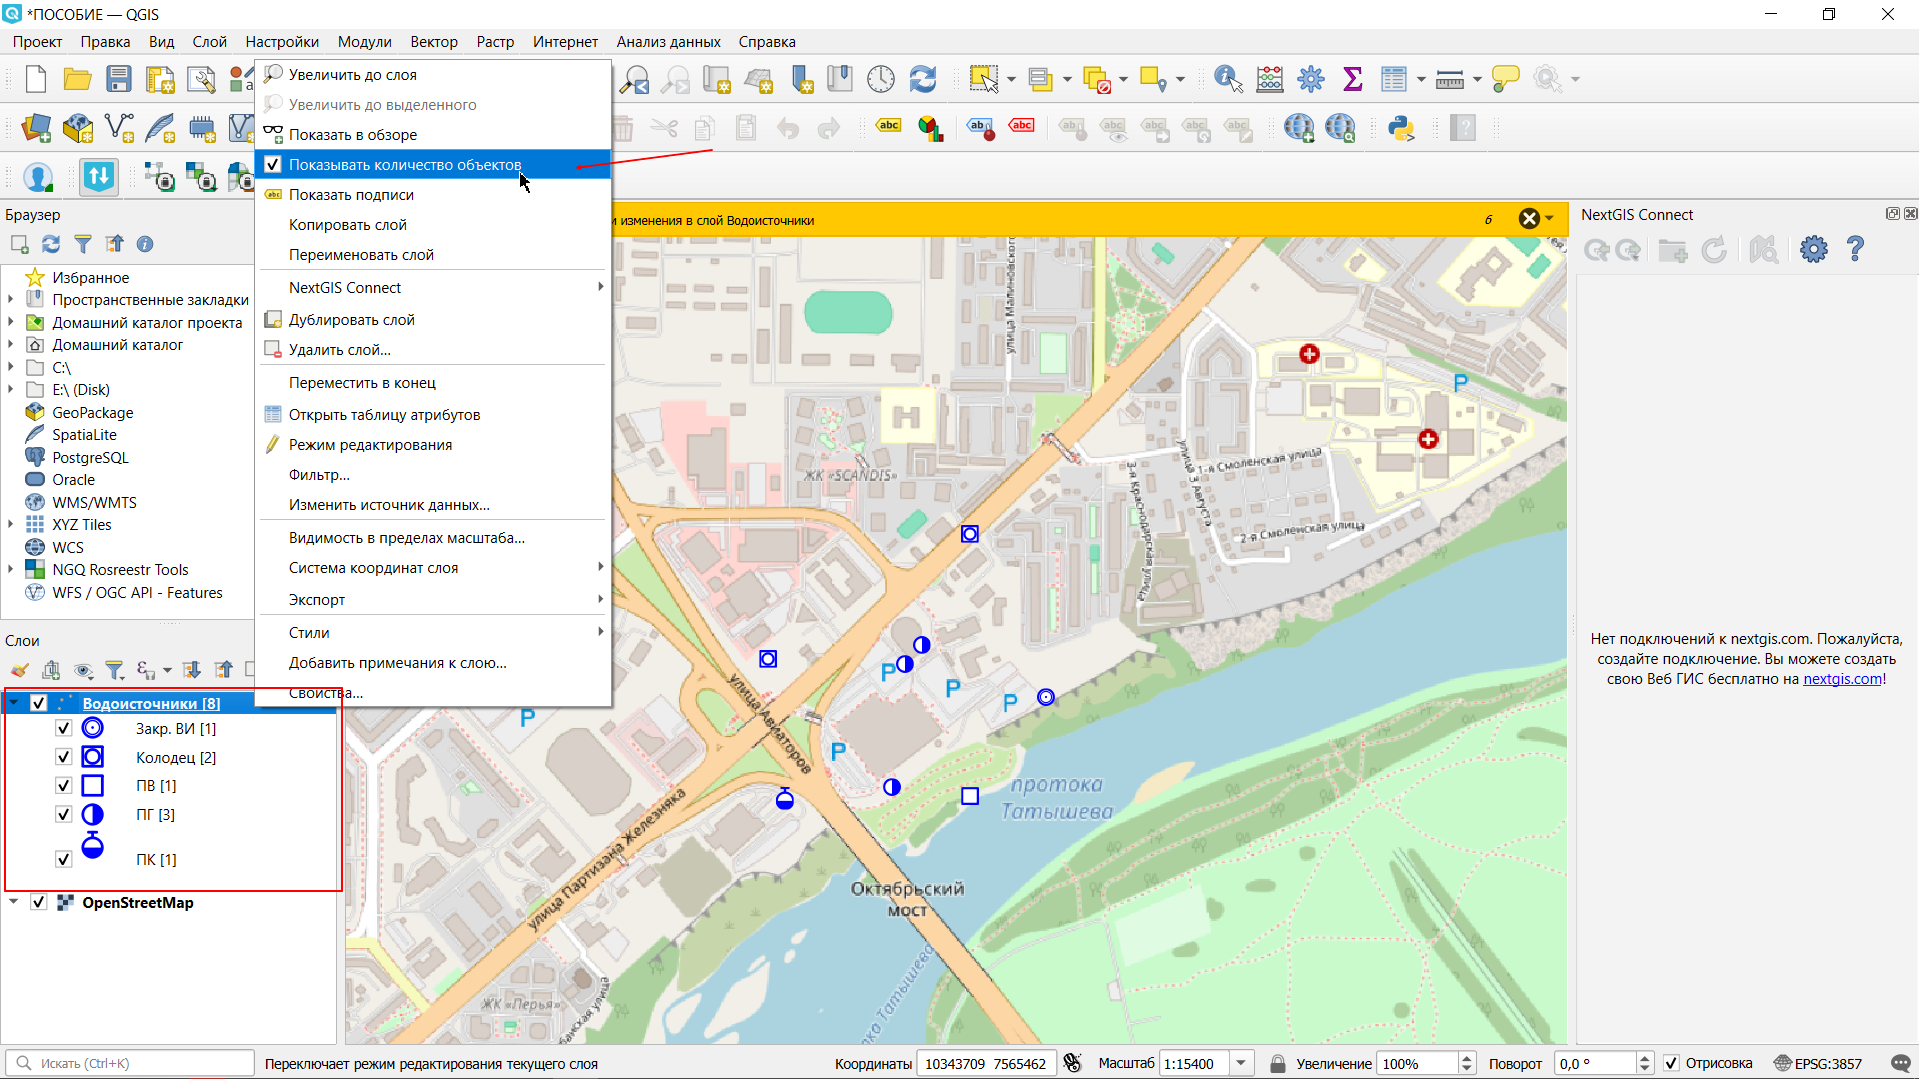 *ПОСОБИЕ — QGIS
Проект Правка Вид Слой Настройки Модули Вектор Растр Интернет Анализ данных Справка
Увеличить до слоя
Увеличить до выделенного
Показать в обзоре
Показывать количество объектов
Показать подписи
Копировать слой
Переименовать слой
NextGIS Connect
Дублировать слой
Удалить слой...
Переместить в конец
Открыть таблицу атрибутов
Режим редактирования
Фильтр...
Изменить источник данных...
Видимость в пределах масштаба...
Система координат слоя
Экспорт
Стили
Добавить примечания к слою...
Свойства...
abc abc abc
изменения в слой Водоисточники 6
Браузер
Избранное
Пространственные закладки
Домашний каталог проекта
Домашний каталог
C:\
E:\ (Disk)
GeoPackage
SpatiaLite
PostgreSQL
Oracle
WMS/WMTS
XYZ Tiles
WCS
NGQ Rosreestr Tools
WFS / OGC API - Features
Слои
Водоисточники [8]
Закр. ВИ [1]
Колодец [2]
ПВ [1]
ПГ [3]
ПК [1]
OpenStreetMap
улица Малиновского
ЖК «SCANDIS»
1-я Смоленская улица
улица 3 Августа
2-я Смоленская улица
3-я Краснодарская улица
P
P
P
P
P
P
улица Авиаторов
улица Партизана Железняка
протока
Татышева
Октябрьский
мост
ЖК «Перья»
NextGIS Connect
Нет подключений к nextgis.com. Пожалуйста,
создайте подключение. Вы можете создать
свою Веб ГИС бесплатно на nextgis.com!
Искать (Ctrl+K) Переключает режим редактирования текущего слоя Координаты 10343709 7565462 Масштаб 1:15400 Увеличение 100% Поворот 0,0 ° Отрисовка EPSG:3857